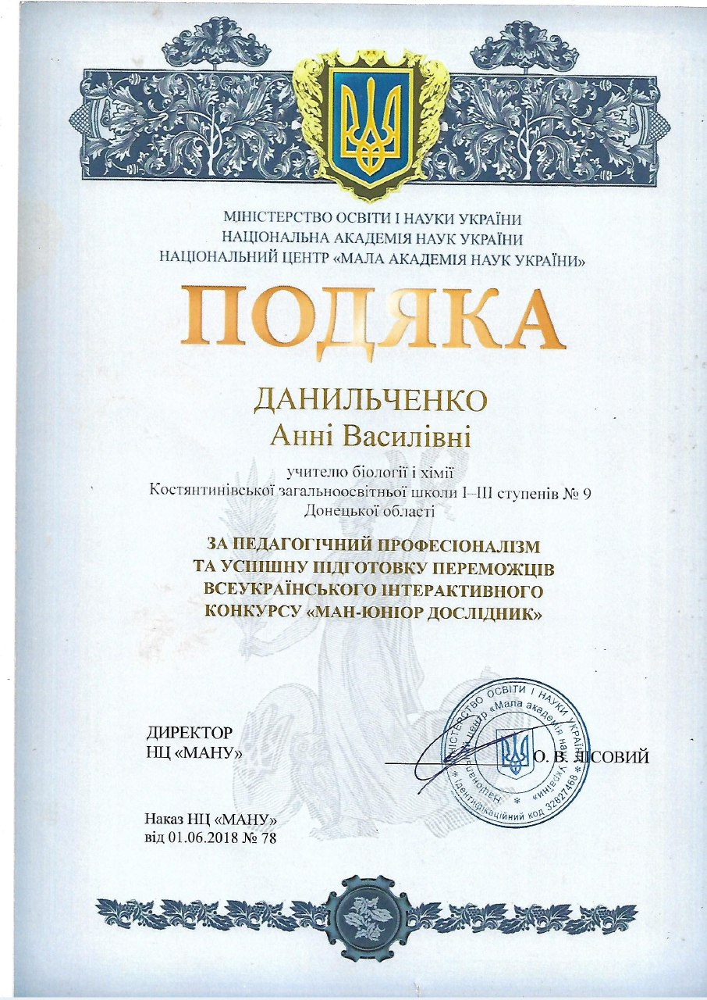 МІНІСТЕРСТВО ОСВІТИ І НАУКИ УКРАЇНИ
НАЦІОНАЛЬНА АКАДЕМІЯ НАУК УКРАЇНИ
НАЦІОНАЛЬНИЙ ЦЕНТР «МАЛА АКАДЕМІЯ НАУК УКРАЇНИ»
ПОДЯКА
ДАНИЛЬЧЕНКО
Анні Василівні
учителю біології і хімії
Костянтинівської загальноосвітньої школи І–ІІІ ступенів № 9
Донецької області
ЗА ПЕДАГОГІЧНИЙ ПРОФЕСІОНАЛІЗМ
ТА УСПІШНУ ПІДГОТОВКУ ПЕРЕМОЖЦІВ
ВСЕУКРАЇНСЬКОГО ІНТЕРАКТИВНОГО
КОНКУРСУ «МАН-ЮНІОР ДОСЛІДНИК»
ДИРЕКТОР
НЦ «МАНУ»
О. В. ЛІСОВИЙ
МІНІСТЕРСТВО ОСВІТИ І НАУКИ УКРАЇНИ
* Ідентифікаційний код 32827468 *
Національний центр «Мала академія наук України» *
Наказ НЦ «МАНУ»
від 01.06.2018 № 78